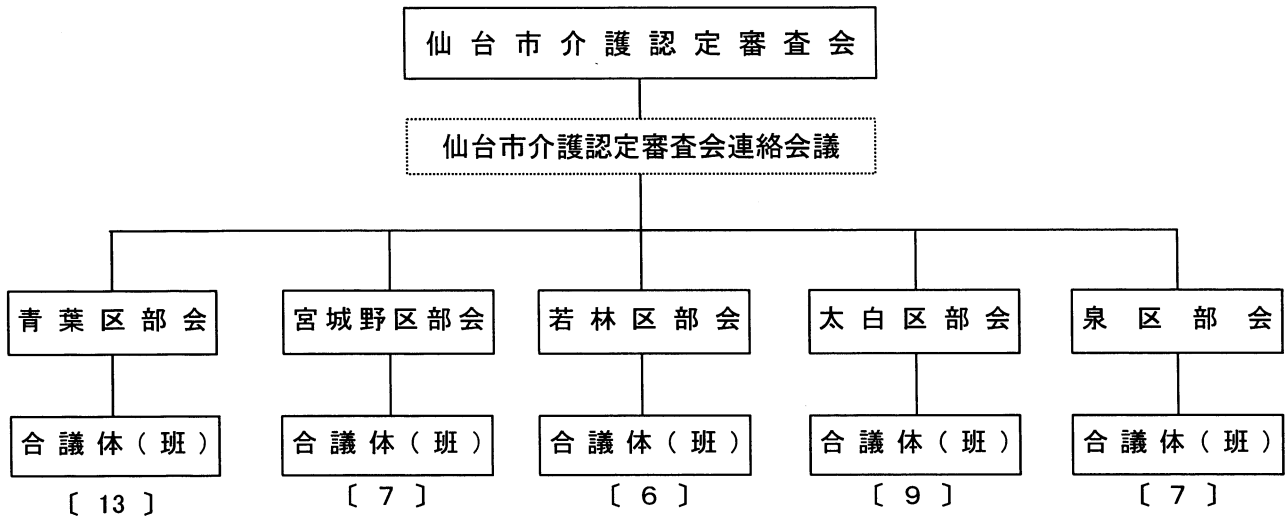 仙台市介護認定審査会
仙台市介護認定審査会連絡会議
青葉区部会 宮城野区部会 若林区部会 太白区部会 泉区部会
合議体(班) 合議体(班) 合議体(班) 合議体(班) 合議体(班)
〔 13 〕 〔 7 〕 〔 6 〕 〔 9 〕 〔 7 〕